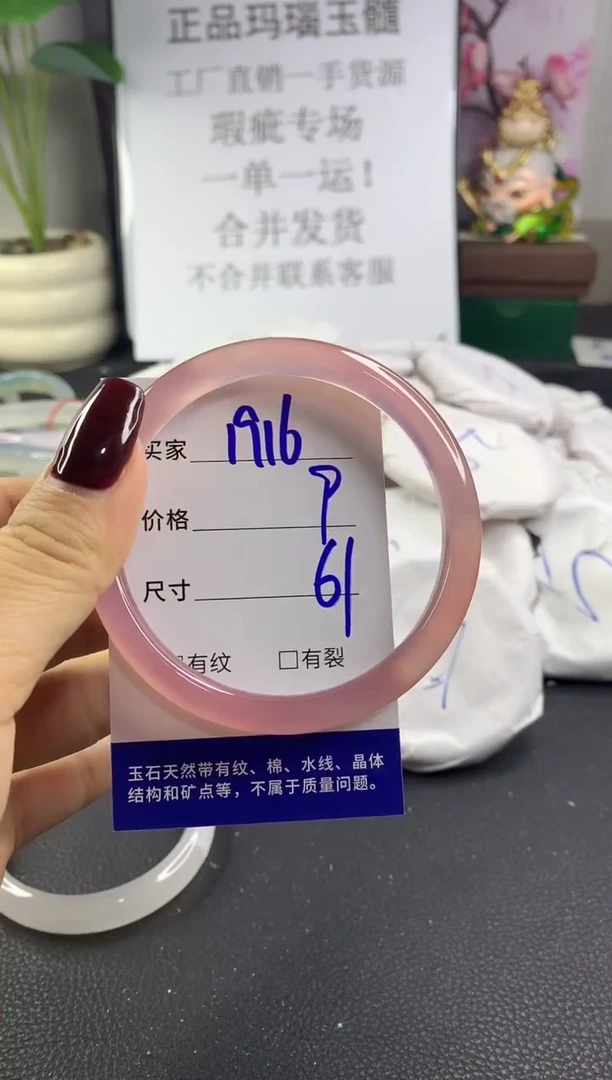 正品玛瑙玉髓
工厂直销一手货源
瑕疵专场
一单一运！
合并发货
不合并联系客服
买家 1916
价格 P
尺寸 61
有纹 □有裂
玉石天然带有纹、棉、水线、晶体
结构和矿点等，不属于质量问题。